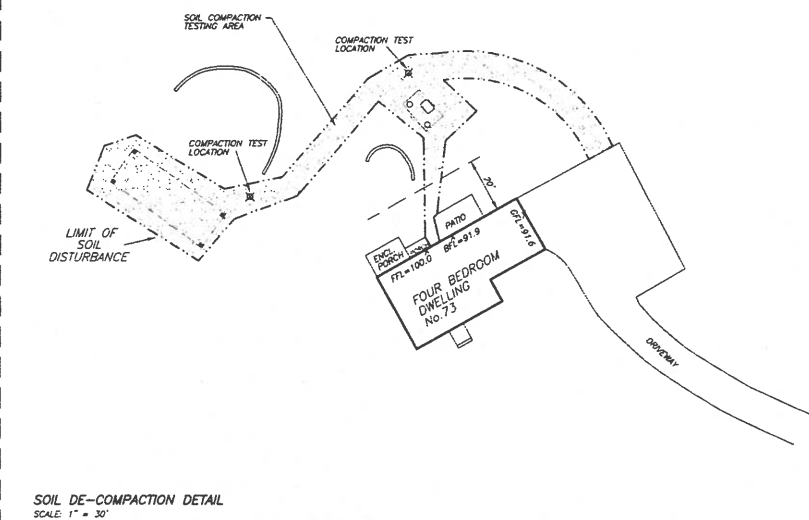 SOIL COMPACTION
TESTING AREA
COMPACTION TEST
LOCATION
COMPACTION TEST
LOCATION
LIMIT OF
SOIL
DISTURBANCE
20'
PATIO
ENCL.
PORCH
FFL=100.0
BFL=91.9
GFL=91.6
FOUR BEDROOM
DWELLING
No.73
DRIVEWAY
SOIL DE-COMPACTION DETAIL
SCALE: 1" = 30'